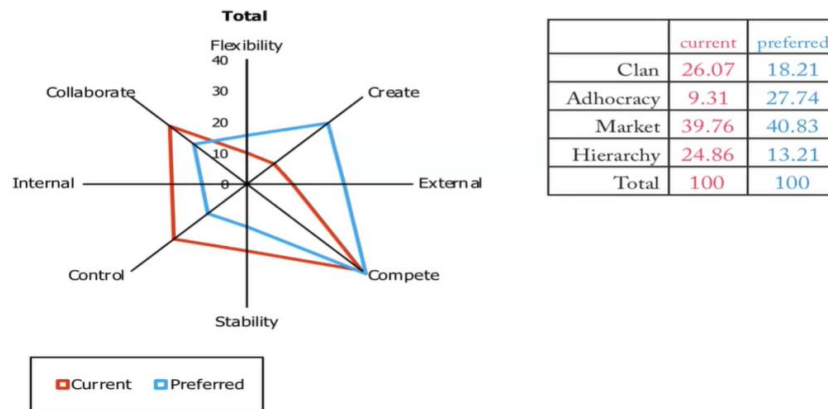 Total
Flexibility
40
30
20
10
0
Collaborate
Create
Internal
External
Control
Compete
Stability
Current Preferred
current preferred
Clan 26.07 18.21
Adhocracy 9.31 27.74
Market 39.76 40.83
Hierarchy 24.86 13.21
Total 100 100